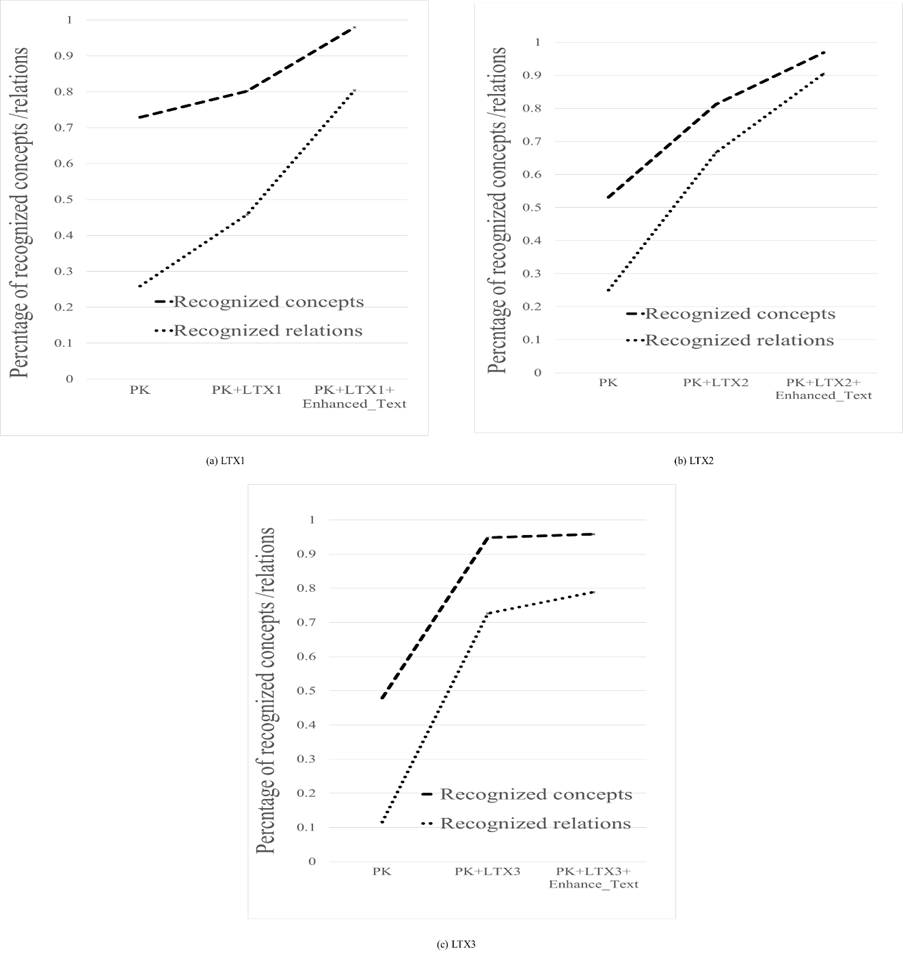 Percntage of recognized concepts /relations
1
0.9
0.8
0.7
0.6
0.5
0.4
0.3
0.2
0.1
0
Recognized concepts
Recognized relations
PK
PK+LTX1
PK+LTX1+
Enhanced_Text
(a) LTX1
Percntage of recognized concepts /relations
1
0.9
0.8
0.7
0.6
0.5
0.4
0.3
0.2
0.1
0
Recognized concepts
Recognized relations
PK
PK+LTX2
PK+LTX2+
Enhanced_Text
(b) LTX2
Percntage of recognized concepts /relations
1
0.9
0.8
0.7
0.6
0.5
0.4
0.3
0.2
0.1
0
Recognized concepts
Recognized relations
PK
PK+LTX3
PK+LTX3+
Enhance_Text
(c) LTX3